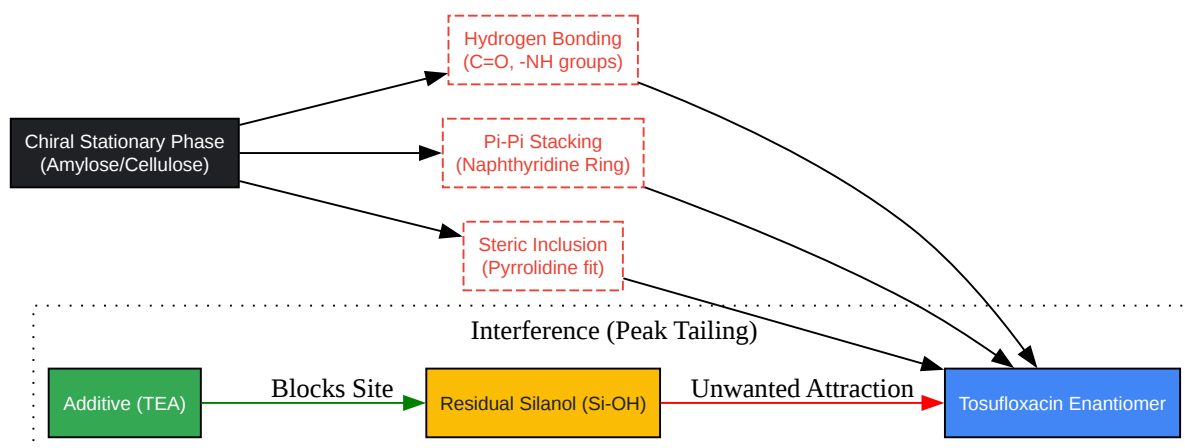 Hydrogen Bonding
(C=O, -NH groups)
Chiral Stationary Phase
(Amylose/Cellulose)
Pi-Pi Stacking
(Naphthyridine Ring)
Steric Inclusion
(Pyrrolidine fit)
Interference (Peak Tailing)
Additive (TEA)
Blocks Site
Residual Silanol (Si-OH)
Unwanted Attraction
Tosufloxacin Enantiomer